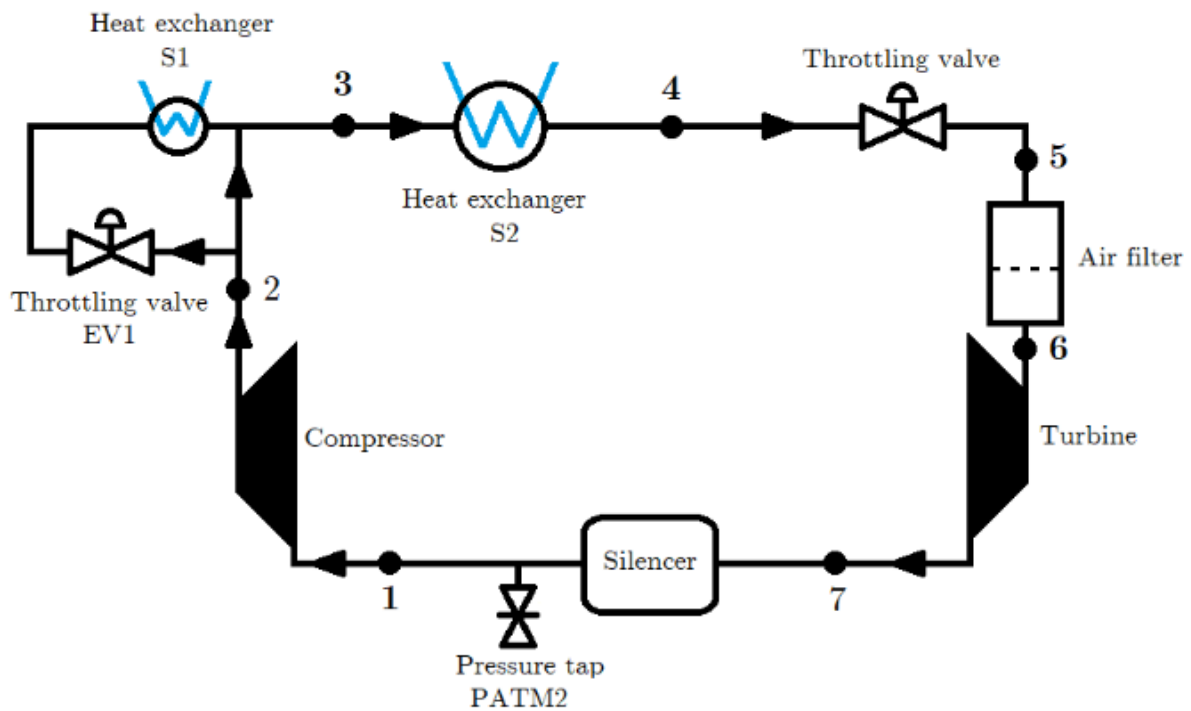 Heat exchanger
S1
3
4
Throttling valve
5
Heat exchanger
S2
Air filter
2
Throttling valve
EV1
6
Compressor
Turbine
Silencer
1
7
Pressure tap
PATM2